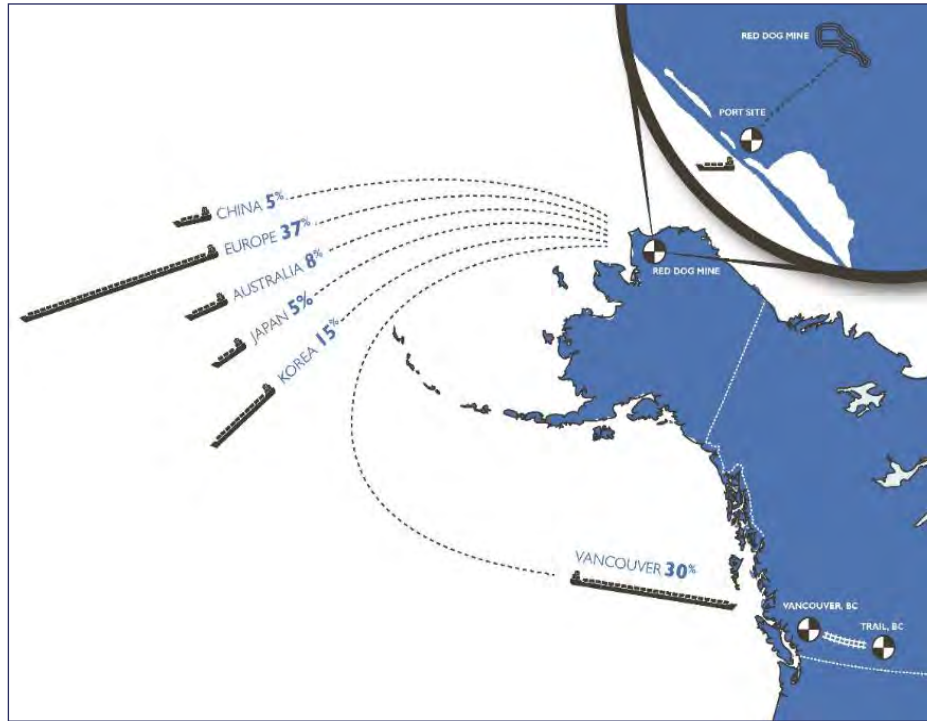 RED DOG MINE
PORT SITE
CHINA 5%
EUROPE 37%
AUSTRALIA 8%
JAPAN 5%
KOREA 15%
RED DOG MINE
VANCOUVER 30%
VANCOUVER, BC
TRAIL, BC